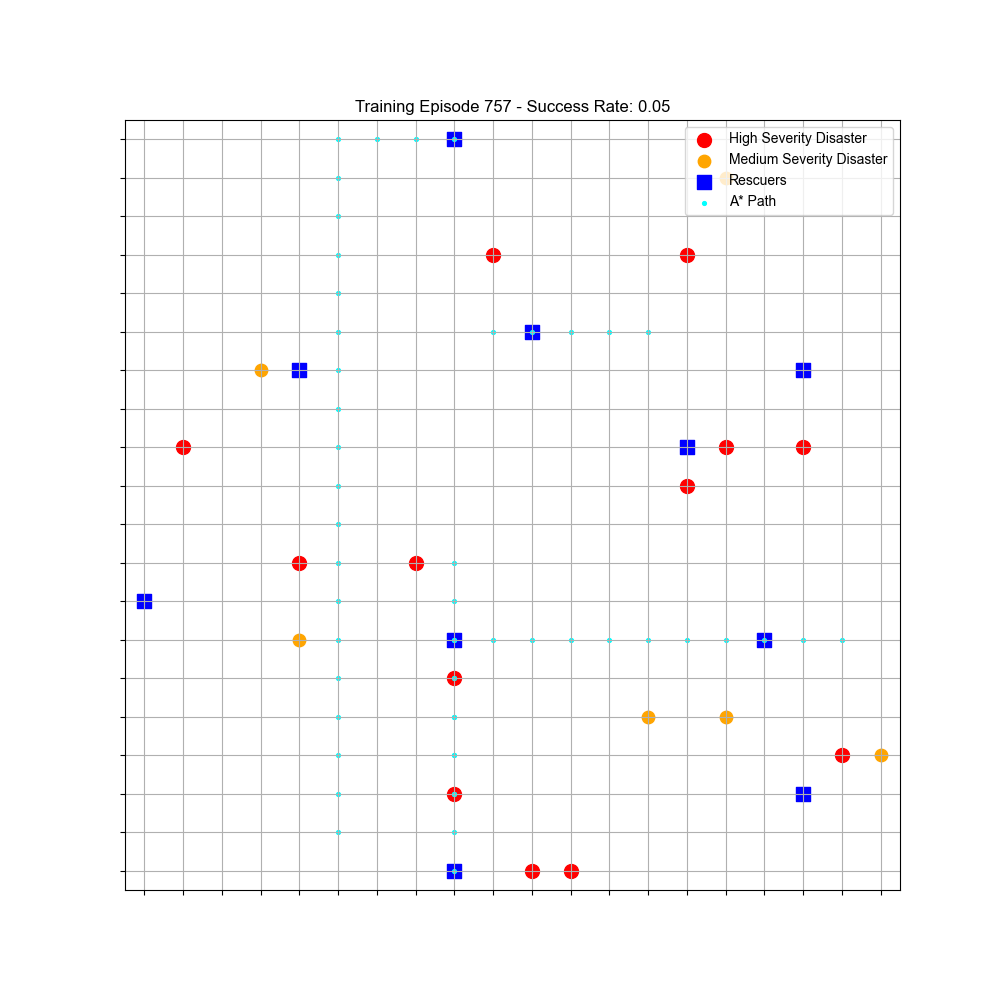 Training Episode 757 - Success Rate: 0.05
High Severity Disaster
Medium Severity Disaster
Rescuers
A* Path